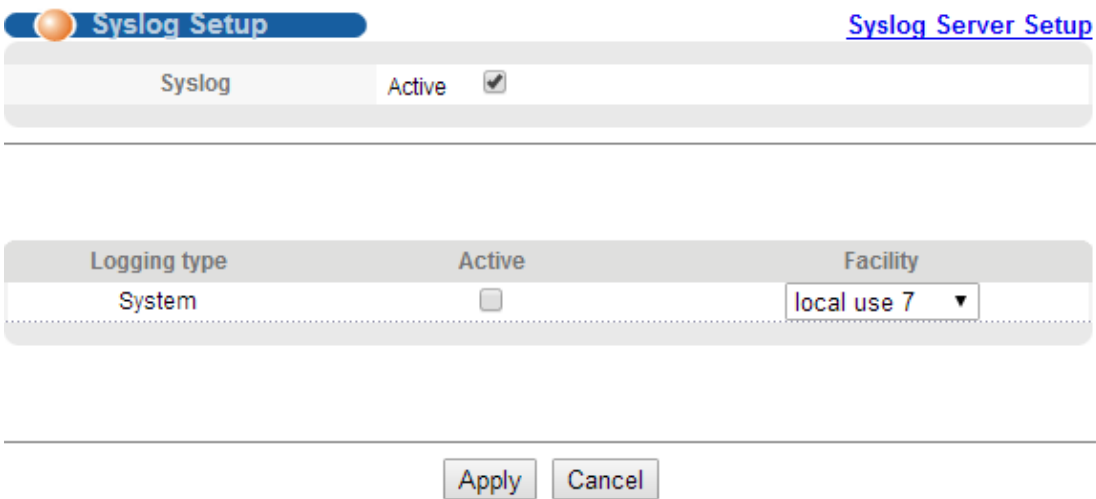 Syslog Setup Syslog Server Setup
Syslog Active
Logging type Active Facility
System local use 7
Apply Cancel